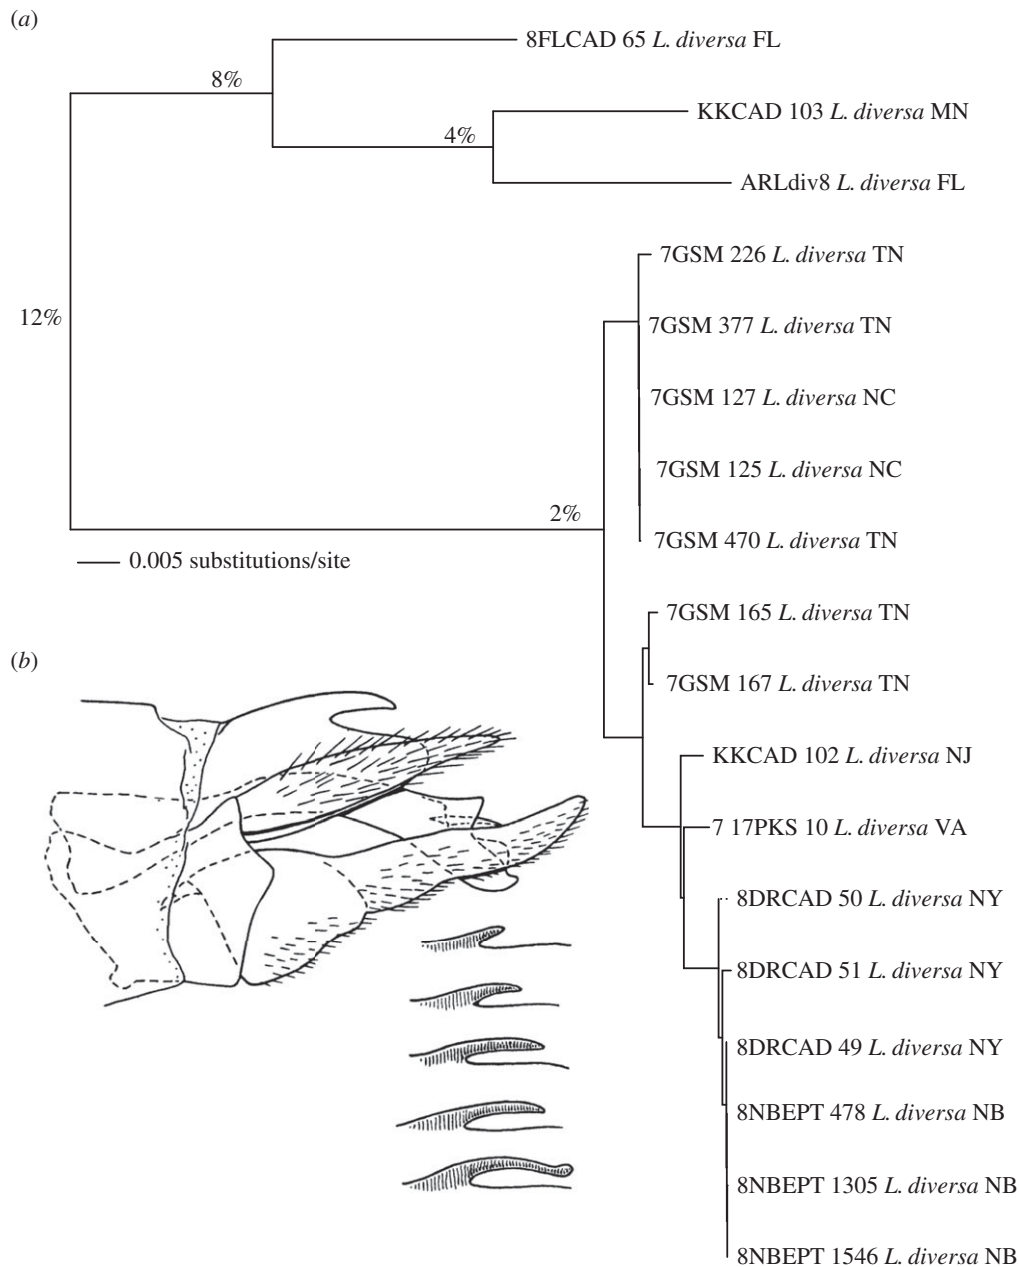 (a)
8FLCAD 65 L. diversa FL
8%
KKCAD 103 L. diversa MN
4%
ARLdiv8 L. diversa FL
7GSM 226 L. diversa TN
12%
7GSM 377 L. diversa TN
7GSM 127 L. diversa NC
7GSM 125 L. diversa NC
2%
7GSM 470 L. diversa TN
0.005 substitutions/site
7GSM 165 L. diversa TN
(b)
7GSM 167 L. diversa TN
KKCAD 102 L. diversa NJ
7 17PKS 10 L. diversa VA
8DRCAD 50 L. diversa NY
8DRCAD 51 L. diversa NY
8DRCAD 49 L. diversa NY
8NBEPT 478 L. diversa NB
8NBEPT 1305 L. diversa NB
8NBEPT 1546 L. diversa NB